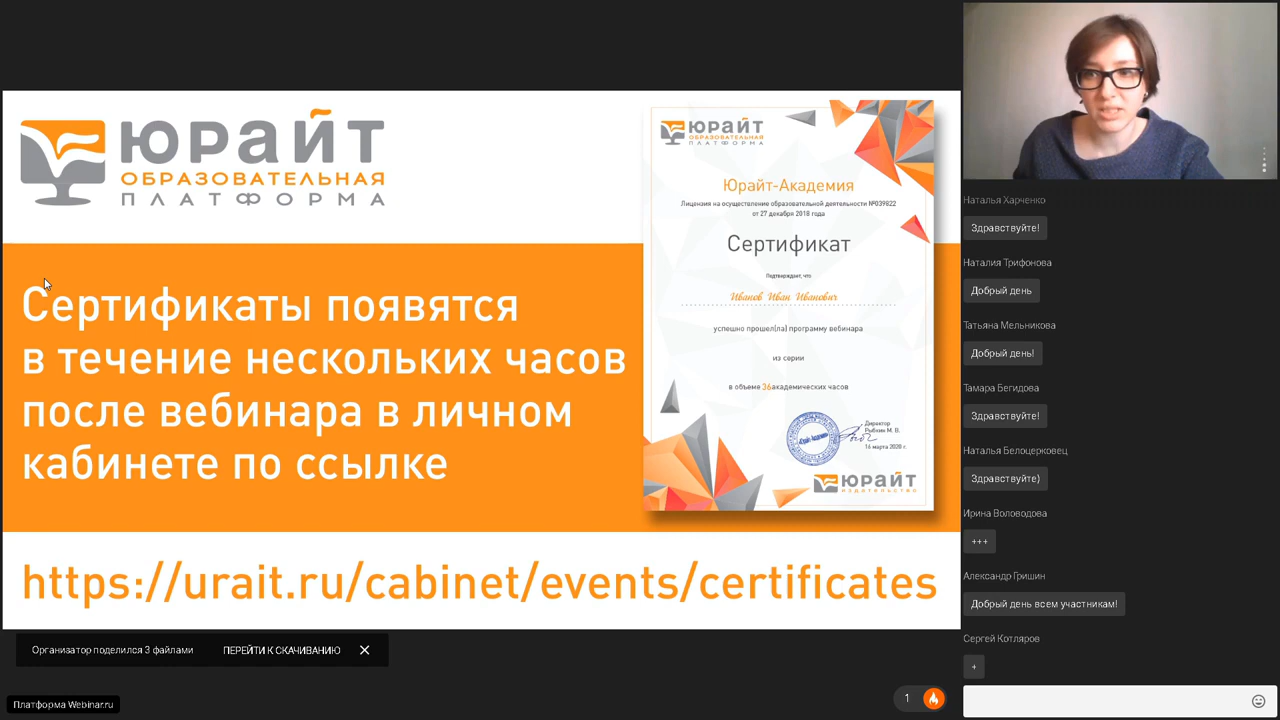 ЮРАЙТ
ОБРАЗОВАТЕЛЬНАЯ
ПЛАТФОРМА
Сертификаты появятся
в течение нескольких часов
после вебинара в личном
кабинете по ссылке
https://urait.ru/cabinet/events/certificates
ЮРАЙТ
ОБРАЗОВАТЕЛЬНАЯ
ПЛАТФОРМА
Юрайт-Академия
Лицензия на осуществление образовательной деятельности №039822
от 27 декабря 2018 года
Сертификат
Подтверждает, что
Иванов Иван Иванович
успешно прошел(ла) программу вебинара
из серии
в объеме 36академических часов
Юрайт-Академия
Директор
Рыбкин М. В.
16 марта 2020 г.
ЮРАЙТ
ИЗДАТЕЛЬСТВО
Организатор поделился 3 файлами
ПЕРЕЙТИ К СКАЧИВАНИЮ
Платформа Webinar.ru
1
Наталья Харченко
Здравствуйте!
Наталия Трифонова
Добрый день
Татьяна Мельникова
Добрый день!
Тамара Бегидова
Здравствуйте!
Наталья Белоцерковец
Здравствуйте)
Ирина Воловодова
+++
Александр Гришин
Добрый день всем участникам!
Сергей Котляров
+